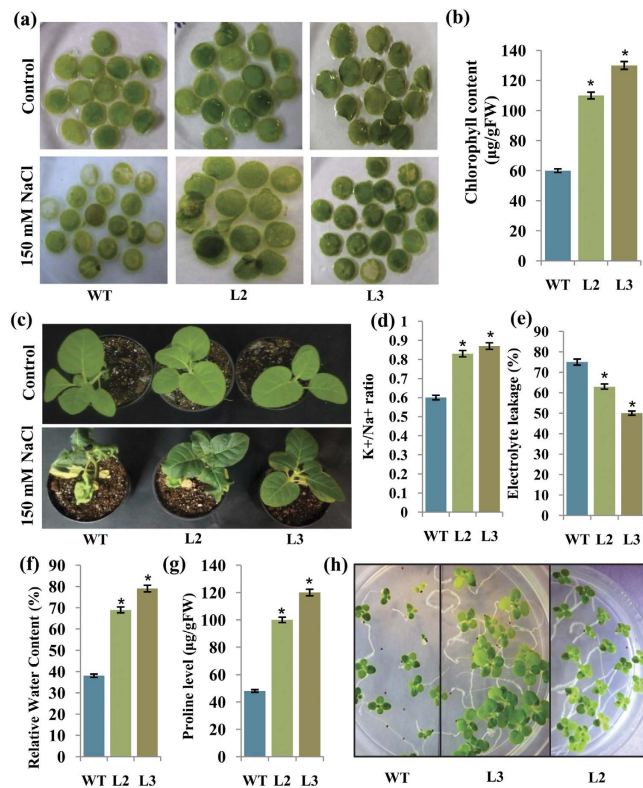 (a)
Control
150 mM NaCl
WT L2 L3
(b)
Chlorophyll content
(µg/gFW)
140
120
100
80
60
40
20
0
WT L2 L3
* *
(c)
Control
150 mM NaCl
WT L2 L3
(d)
K+/Na+ ratio
1
0.9
0.8
0.7
0.6
0.5
0.4
0.3
0.2
0.1
0
WT L2 L3
* *
(e)
Electrolyte leakage (%)
90
80
70
60
50
40
30
20
10
0
WT L2 L3
* *
(f)
Relative Water Content (%)
90
80
70
60
50
40
30
20
10
0
WT L2 L3
* *
(g)
Proline level (µg/gFW)
140
120
100
80
60
40
20
0
WT L2 L3
* *
(h)
WT L3 L2